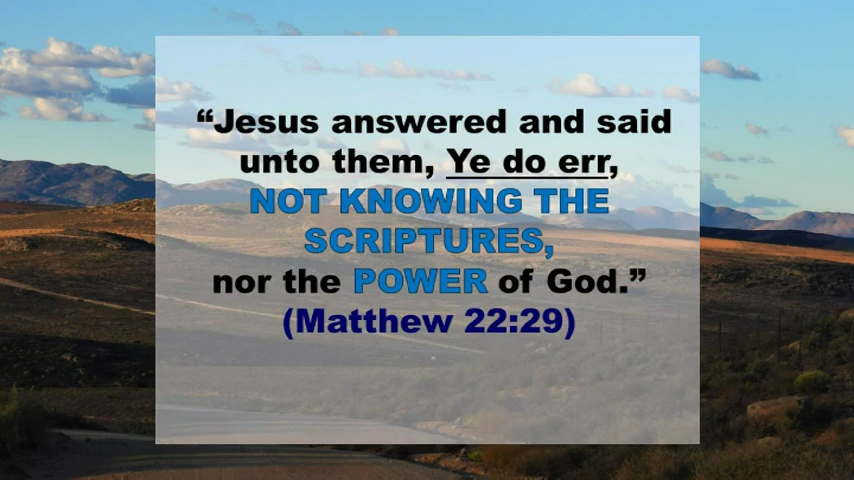 “Jesus answered and said
unto them, Ye do err,
NOT KNOWING THE
SCRIPTURES,
nor the POWER of God.”
(Matthew 22:29)